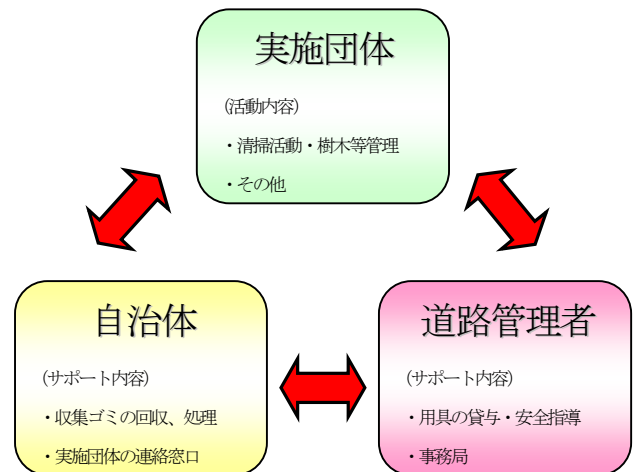 実施団体
(活動内容)
・清掃活動・樹木等管理
・その他
自治体
(サポート内容)
・収集ゴミの回収、処理
・実施団体の連絡窓口
道路管理者
(サポート内容)
・用具の貸与・安全指導
・事務局